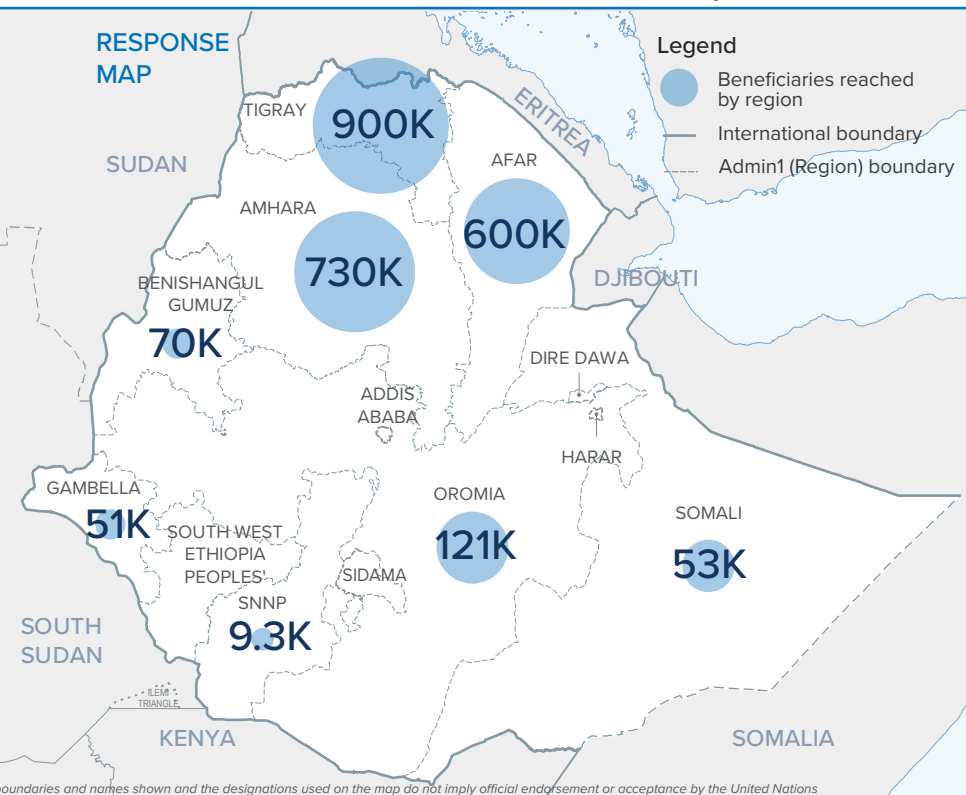 RESPONSE
MAP
Legend
Beneficiaries reached
by region
International boundary
Admin1 (Region) boundary
ERITREA
TIGRAY
900K
SUDAN
AFAR
600K
AMHARA
730K
DJIBOUTI
BENISHANGUL
GUMUZ
70K
DIRE DAWA
ADDIS
ABABA
HARAR
GAMBELLA
51K
OROMIA
121K
SOMALI
53K
SOUTH WEST
ETHIOPIA
PEOPLES'
SIDAMA
SNNP
9.3K
SOUTH
SUDAN
ILEMI
TRIANGLE
KENYA
SOMALIA
boundaries and names shown and the designations used on the map do not imply official endorsement or acceptance by the United Nations